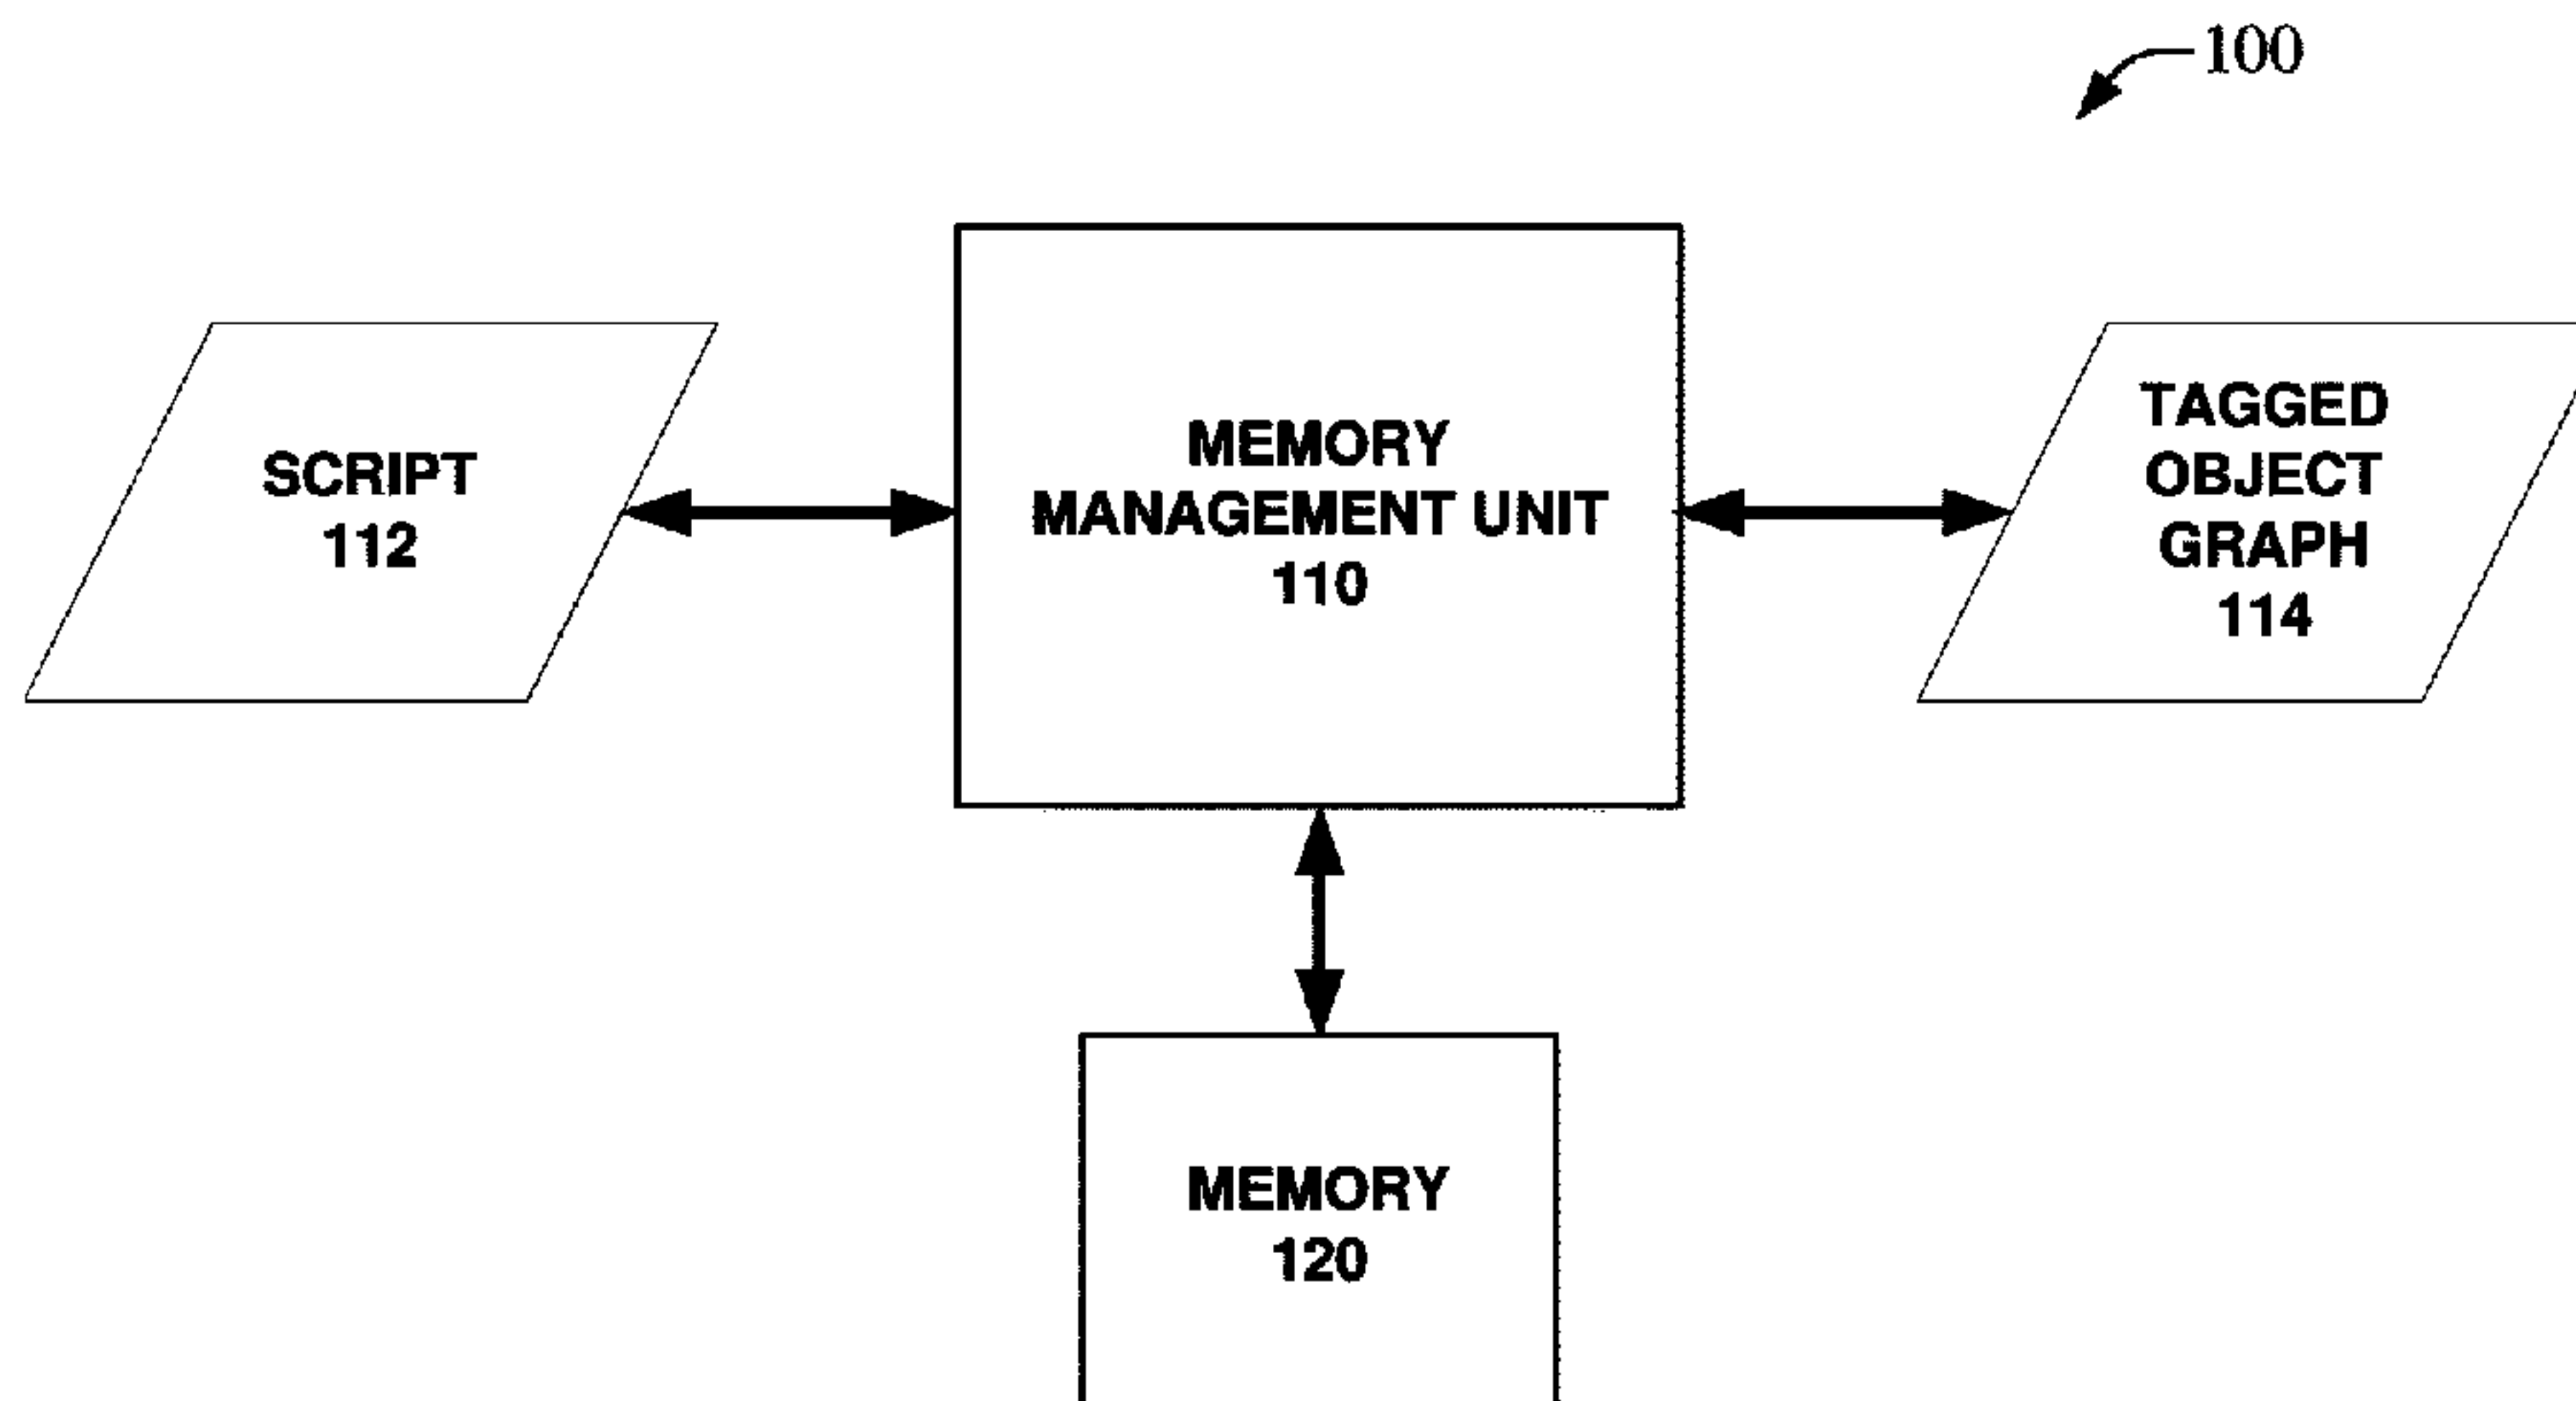 100
SCRIPT
112
MEMORY
MANAGEMENT UNIT
110
TAGGED
OBJECT
GRAPH
114
MEMORY
120